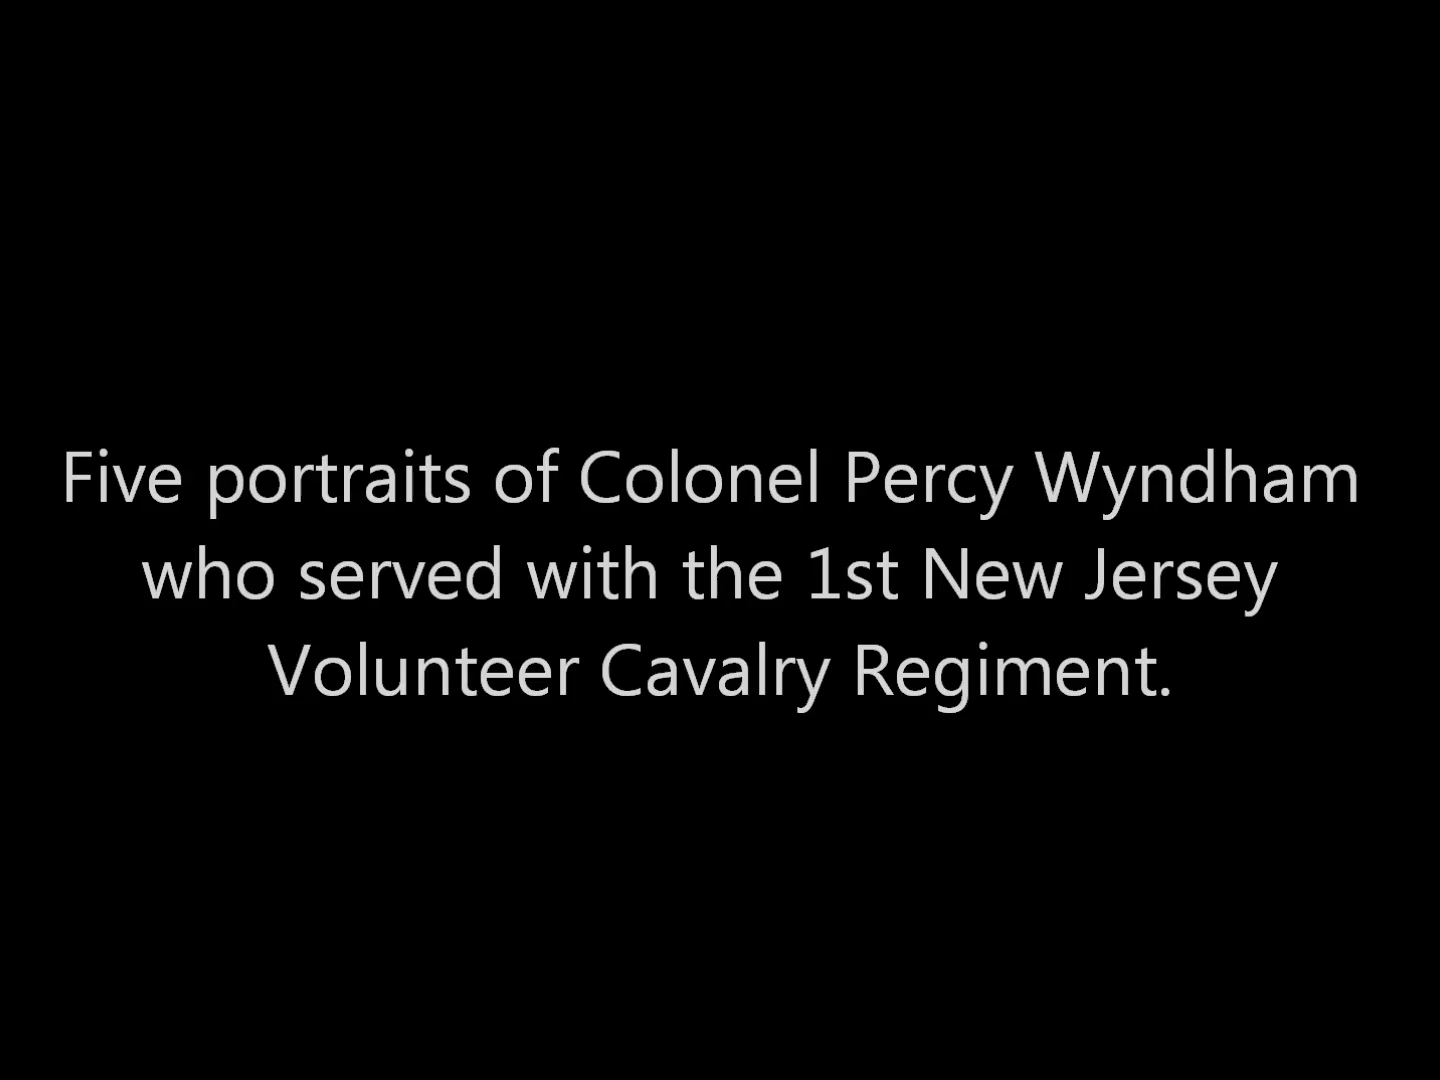 Five portraits of Colonel Percy Wyndham
who served with the 1st New Jersey
Volunteer Cavalry Regiment.